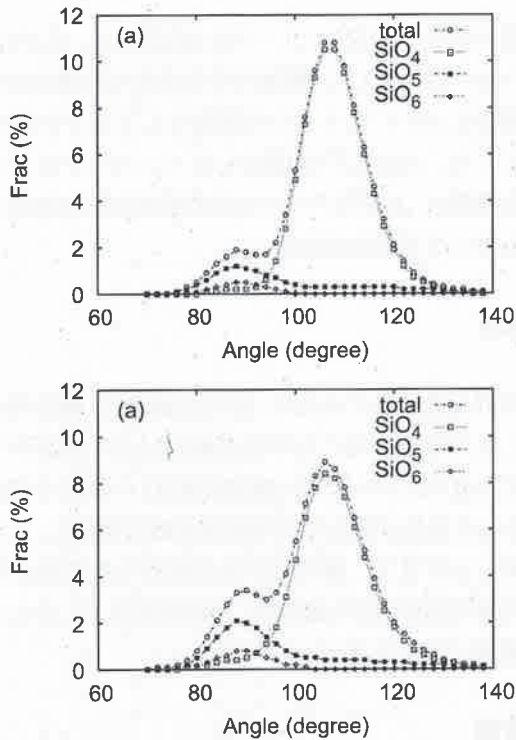 (a)
total
SiO₄
SiO₅
SiO₆
12
10
8
6
4
2
0
Frac (%)
60 80 100 120 140
Angle (degree)
(a)
total
SiO₄
SiO₅
SiO₆
12
10
8
6
4
2
0
Frac (%)
60 80 100 120 140
Angle (degree)